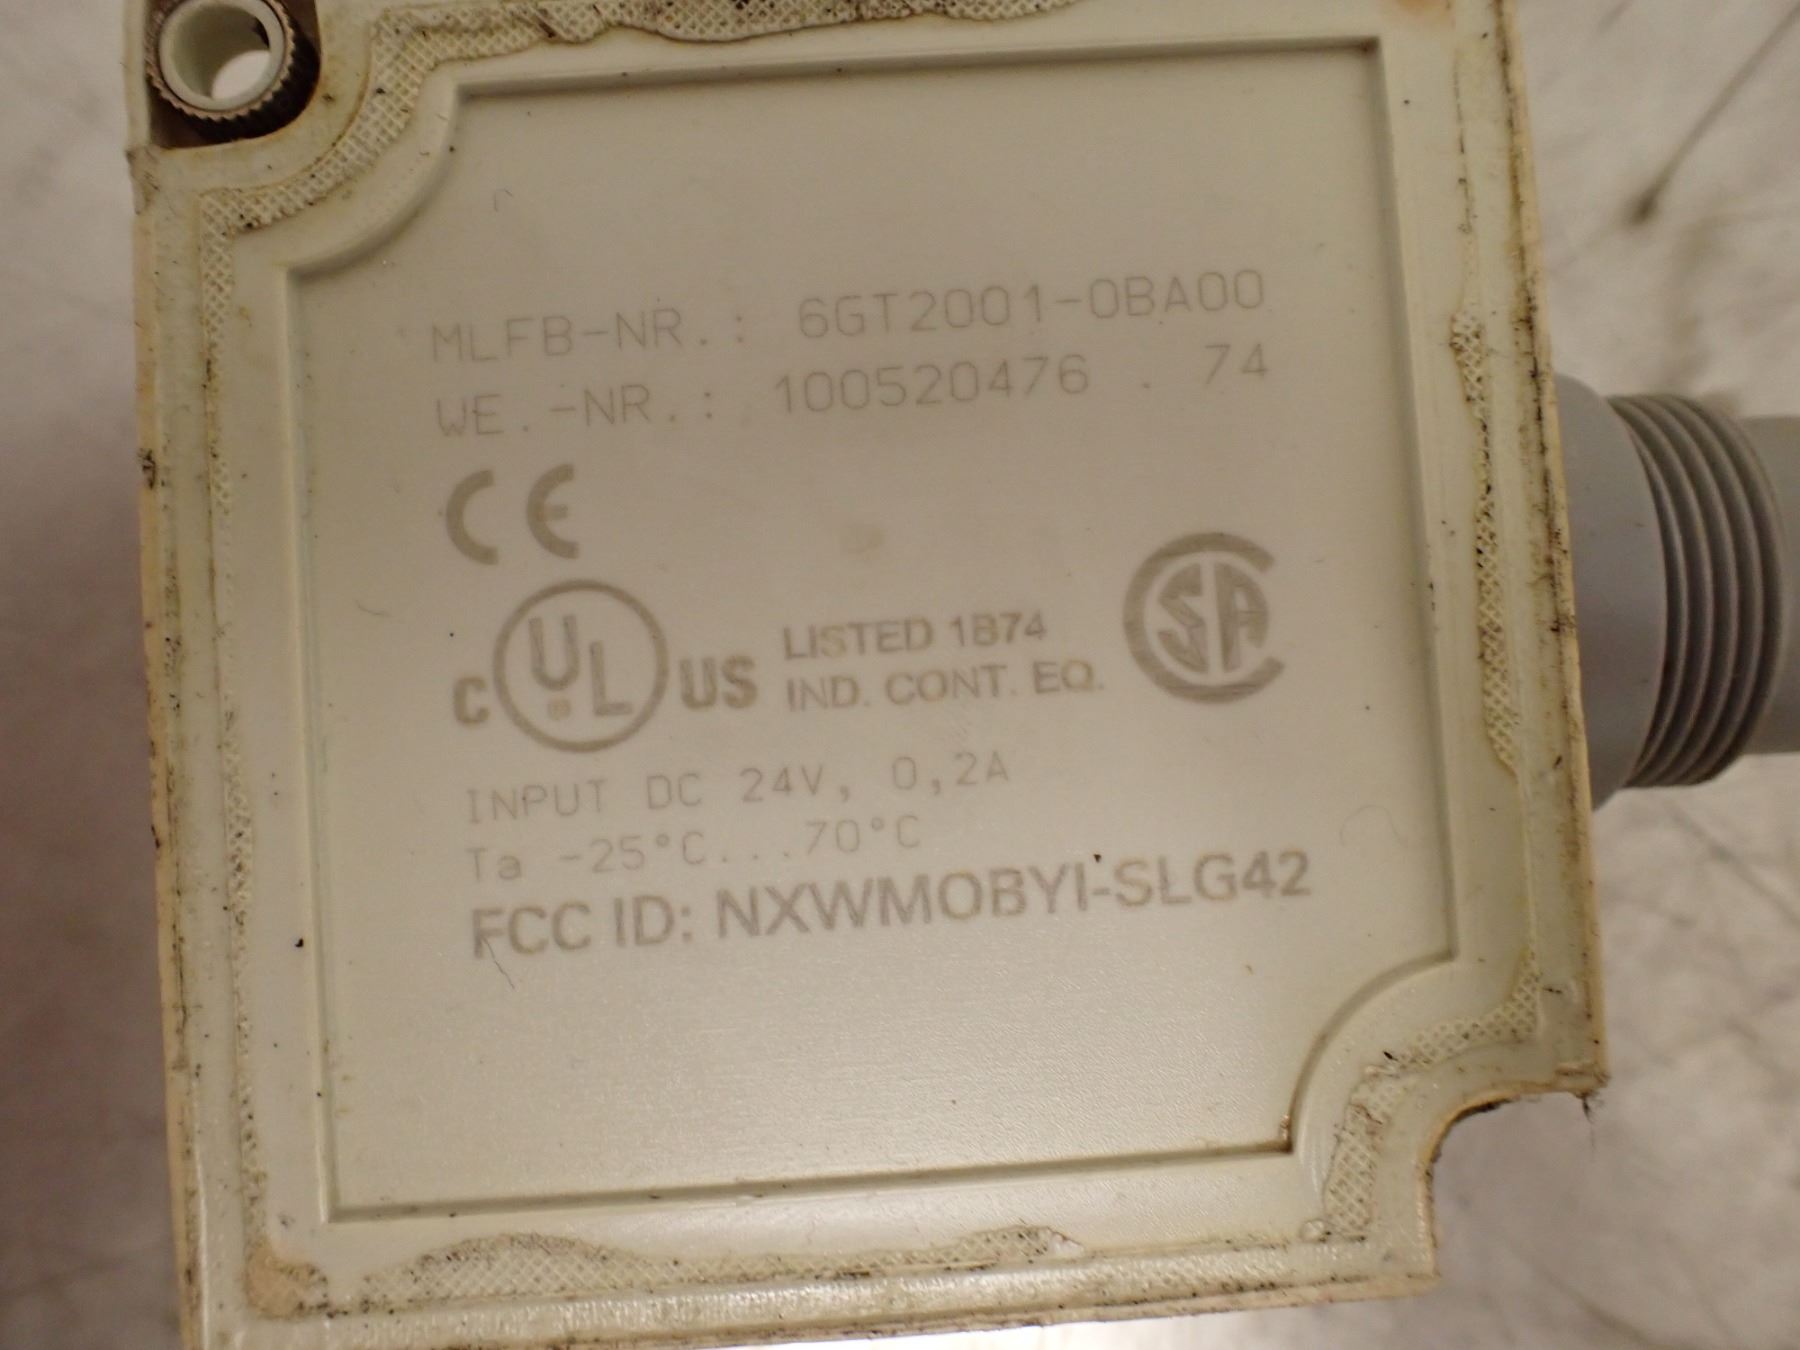 MLFB-NR.: 6GT2001-0BA00
WE.-NR.: 100520476 . 74
CE
C UL US LISTED 1B74
IND. CONT. EQ.
CSA
INPUT DC 24V, 0,2A
Ta -25°C...70°C
FCC ID: NXWMOBYI-SLG42